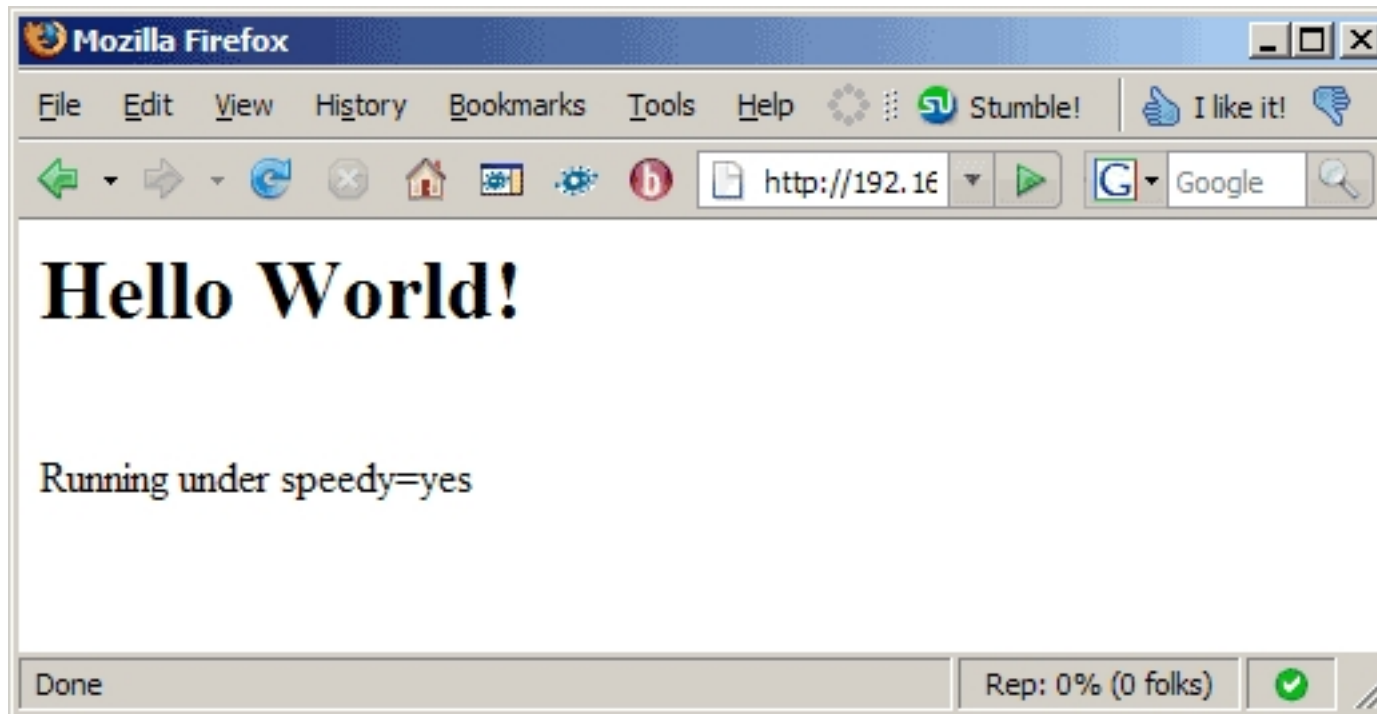 Mozilla Firefox
File Edit View History Bookmarks Tools Help Stumble! I like it!
http://192.16 G Google
Hello World!
Running under speedy=yes
Done Rep: 0% (0 folks)